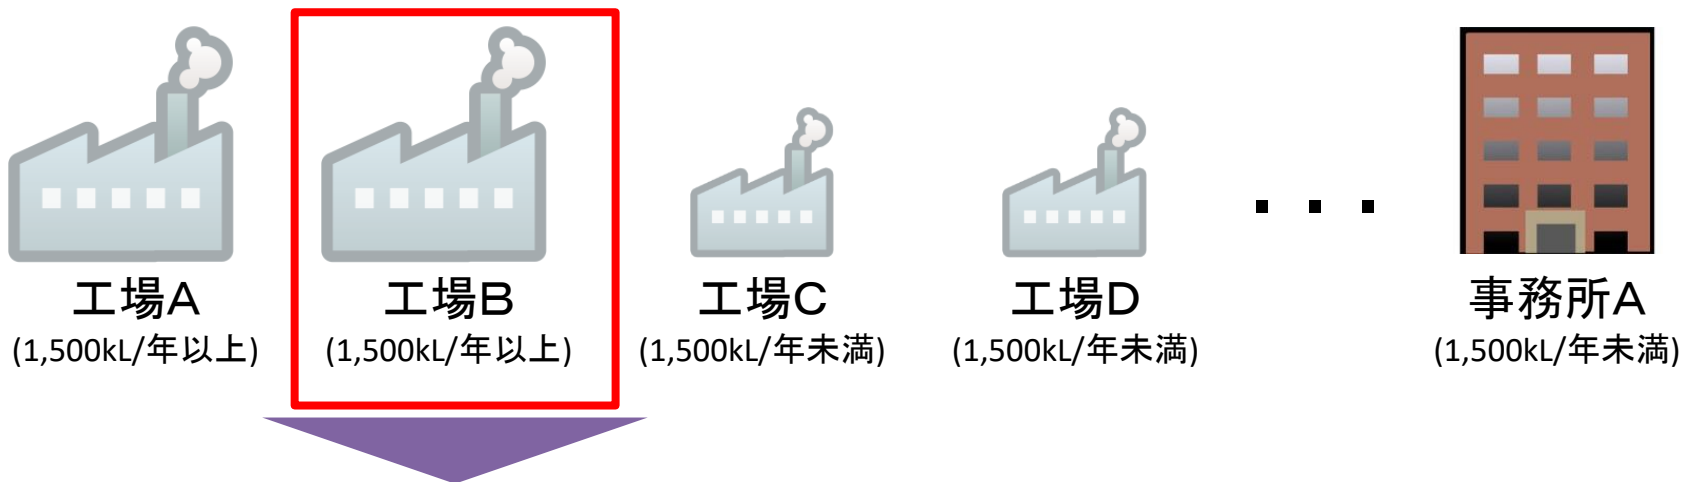 工場A
(1,500kL/年以上)
工場B
(1,500kL/年以上)
工場C
(1,500kL/年未満)
工場D
(1,500kL/年未満)
・・・
事務所A
(1,500kL/年未満)